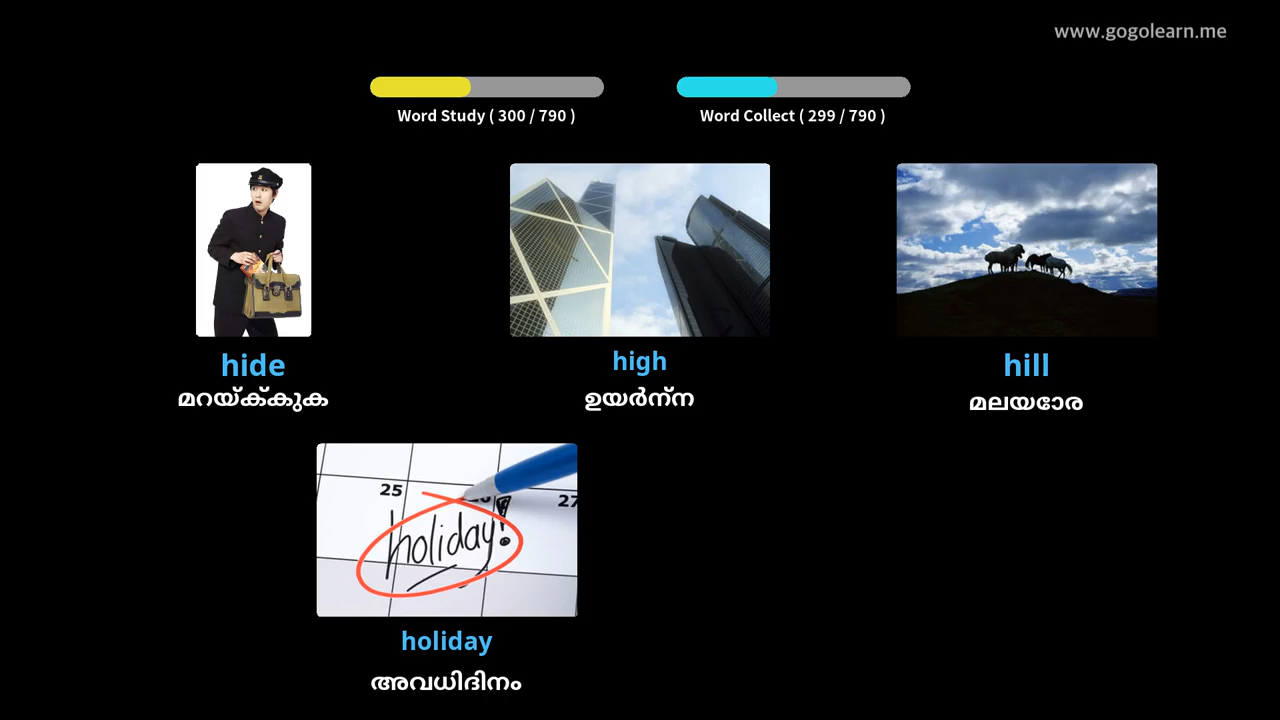 www.gogolearn.me
Word Study ( 300 / 790 )
Word Collect ( 299 / 790 )
hide
മറയ്ക്കുക
high
ഉയർന്ന
hill
മലയോര
25
27
holiday!
holiday
അവധിദിനം